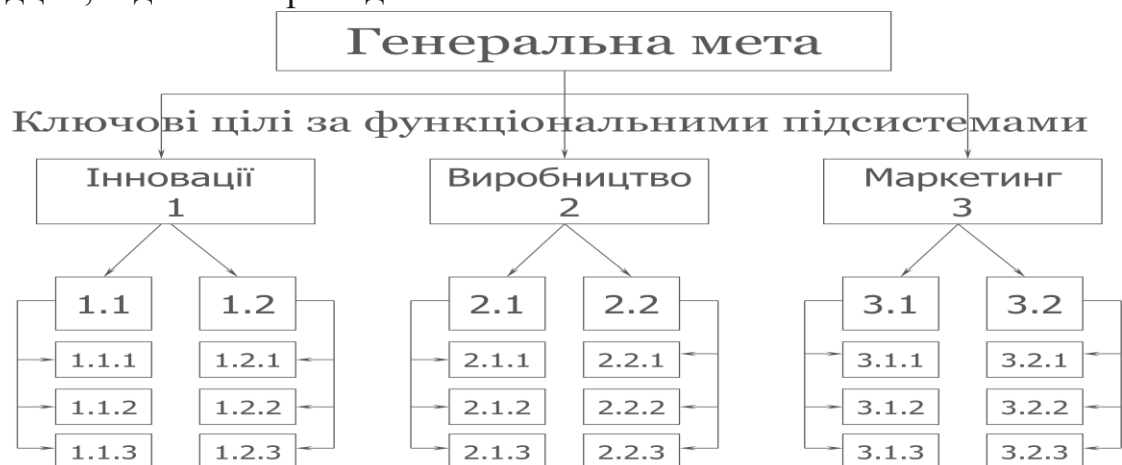 Генеральна мета
Ключові цілі за функціональними підсистемами
Інновації
1
Виробництво
2
Маркетинг
3
1.1 1.2 2.1 2.2 3.1 3.2
1.1.1 1.2.1 2.1.1 2.2.1 3.1.1 3.2.1
1.1.2 1.2.2 2.1.2 2.2.2 3.1.2 3.2.2
1.1.3 1.2.3 2.1.3 2.2.3 3.1.3 3.2.3